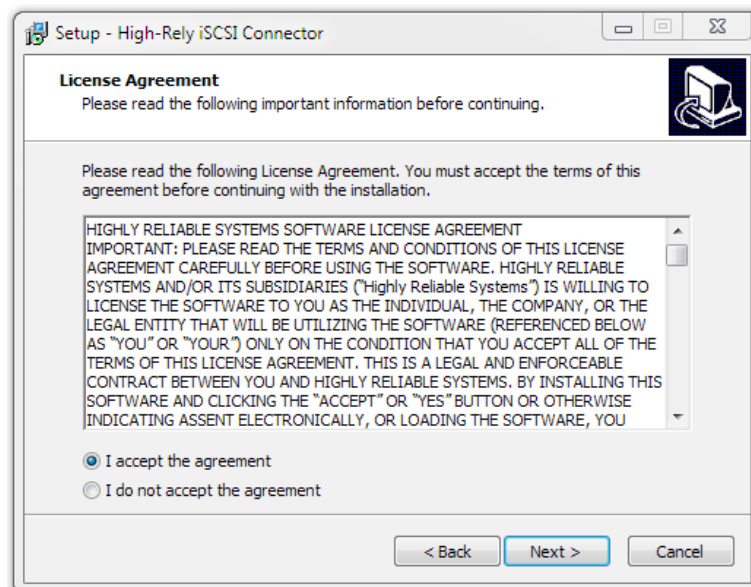 Setup - High-Rely iSCSI Connector
License Agreement
Please read the following important information before continuing.
Please read the following License Agreement. You must accept the terms of this
agreement before continuing with the installation.
HIGHLY RELIABLE SYSTEMS SOFTWARE LICENSE AGREEMENT
IMPORTANT: PLEASE READ THE TERMS AND CONDITIONS OF THIS LICENSE
AGREEMENT CAREFULLY BEFORE USING THE SOFTWARE. HIGHLY RELIABLE
SYSTEMS AND/OR ITS SUBSIDIARIES ("Highly Reliable Systems") IS WILLING TO
LICENSE THE SOFTWARE TO YOU AS THE INDIVIDUAL, THE COMPANY, OR THE
LEGAL ENTITY THAT WILL BE UTILIZING THE SOFTWARE (REFERENCED BELOW
AS “YOU” OR “YOUR”) ONLY ON THE CONDITION THAT YOU ACCEPT ALL OF THE
TERMS OF THIS LICENSE AGREEMENT. THIS IS A LEGAL AND ENFORCEABLE
CONTRACT BETWEEN YOU AND HIGHLY RELIABLE SYSTEMS. BY INSTALLING THIS
SOFTWARE AND CLICKING THE “ACCEPT” OR “YES” BUTTON OR OTHERWISE
INDICATING ASSENT ELECTRONICALLY, OR LOADING THE SOFTWARE, YOU
I accept the agreement
I do not accept the agreement
< Back Next > Cancel